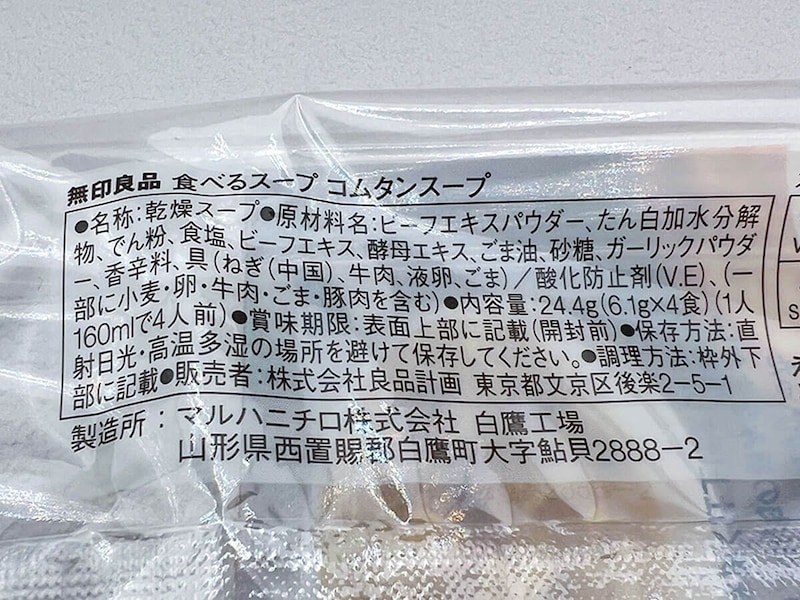 無印良品 食べるスープ コムタンスープ
●名称:乾燥スープ●原材料名:ビーフエキスパウダー、たん白加水分解
物、でん粉、食塩、ビーフエキス、酵母エキス、ごま油、砂糖、ガーリックパウダ
ー、香辛料、具(ねぎ(中国)、牛肉、液卵、ごま)/酸化防止剤(V.E)、(一
部に小麦・卵・牛肉・ごま・豚肉を含む)●内容量:24.4g(6.1g×4食)(1人
160mlで4人前)●賞味期限:表面上部に記載(開封前)●保存方法:直
射日光・高温多湿の場所を避けて保存してください。●調理方法:枠外下
部に記載●販売者:株式会社良品計画 東京都文京区後楽2-5-1
製造所:マルハニチロ株式会社 白鷹工場
山形県西置賜郡白鷹町大字鮎貝2888-2